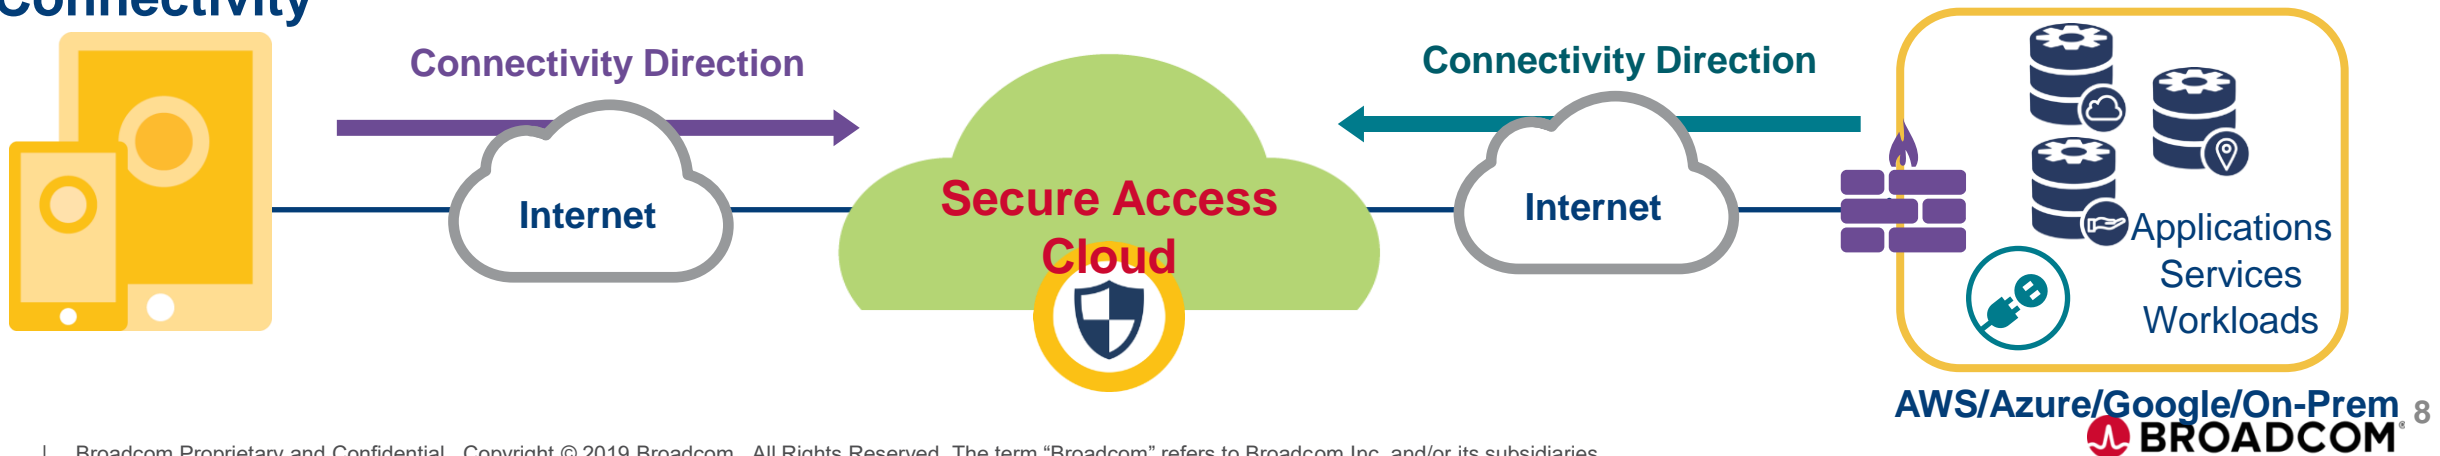 Connectivity
Connectivity Direction
Connectivity Direction
Internet
Secure Access
Cloud
Internet
Applications
Services
Workloads
AWS/Azure/Google/On-Prem
8
| Broadcom Proprietary and Confidential. Copyright © 2019 Broadcom. All Rights Reserved. The term “Broadcom” refers to Broadcom Inc. and/or its subsidiaries
BROADCOM®